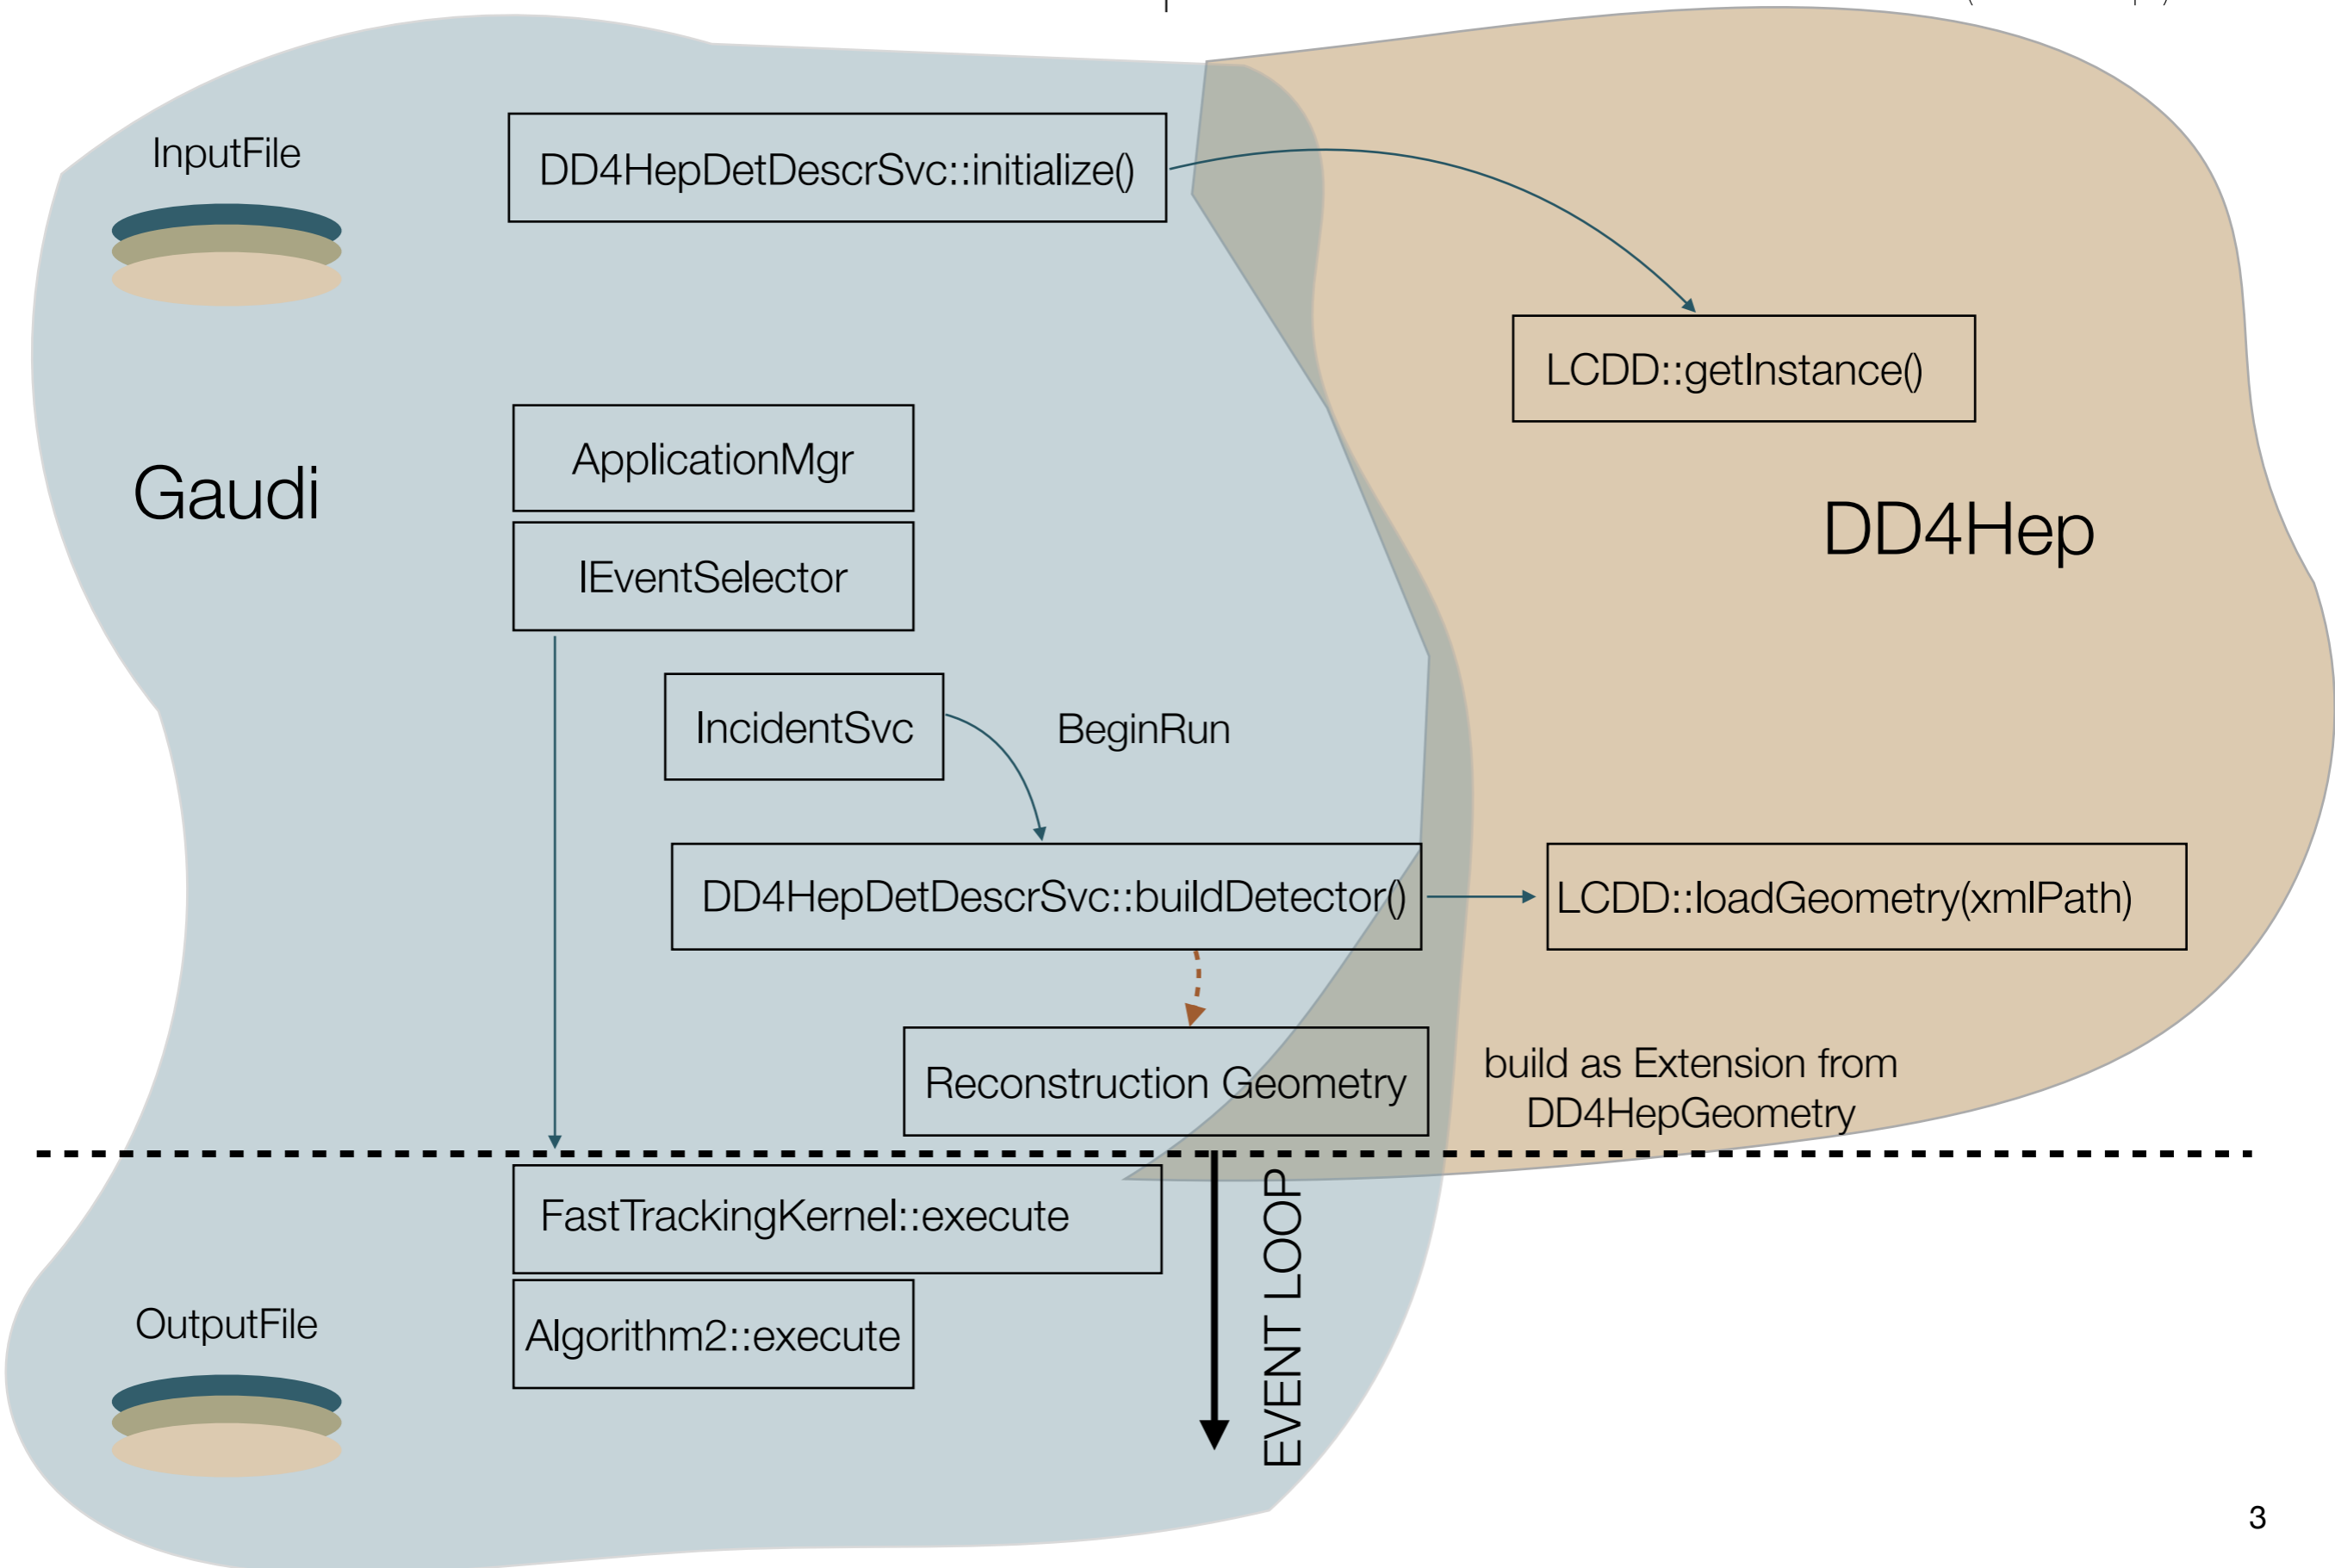 InputFile
DD4HepDetDescrSvc::initialize()
LCDD::getInstance()
ApplicationMgr
Gaudi
DD4Hep
IEventSelector
IncidentSvc
BeginRun
DD4HepDetDescrSvc::buildDetector()
LCDD::loadGeometry(xmlPath)
Reconstruction Geometry
build as Extension from
DD4HepGeometry
FastTrackingKernel::execute
EVENT LOOP
OutputFile
Algorithm2::execute
3